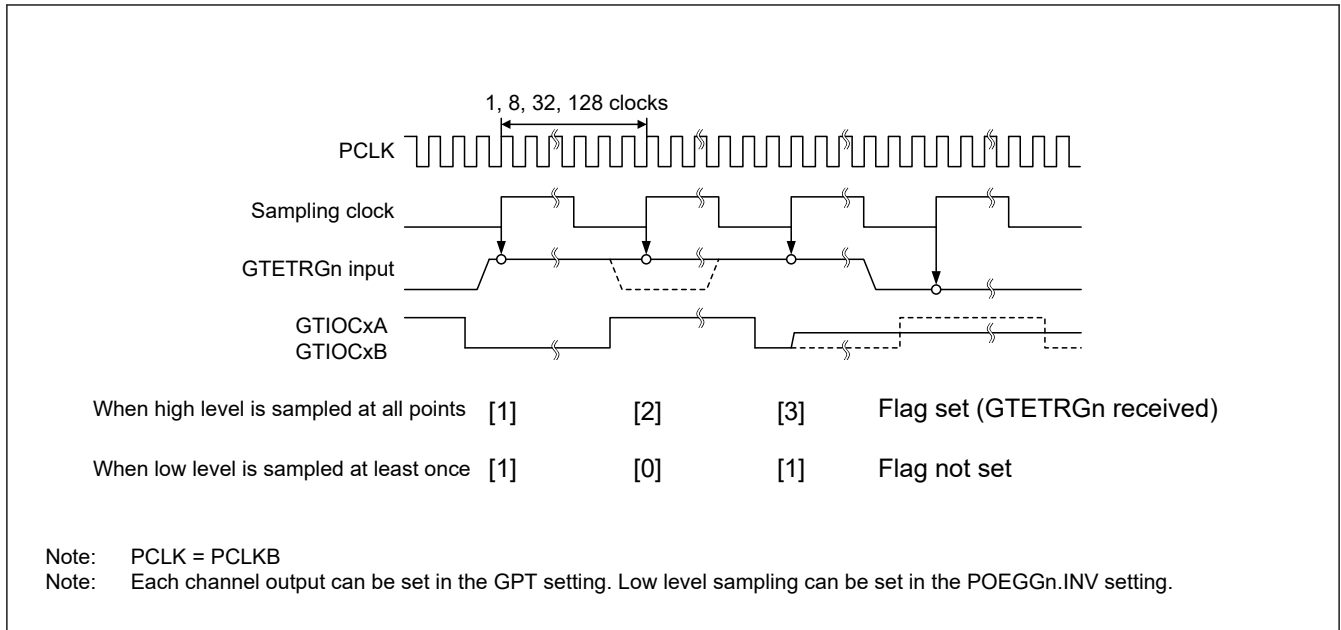 1, 8, 32, 128 clocks
PCLK
Sampling clock
GTETRGn input
GTIOCxA
GTIOCxB
When high level is sampled at all points [1] [2] [3] Flag set (GTETRGn received)
When low level is sampled at least once [1] [0] [1] Flag not set
Note: PCLK = PCLKB
Note: Each channel output can be set in the GPT setting. Low level sampling can be set in the POEGGn.INV setting.